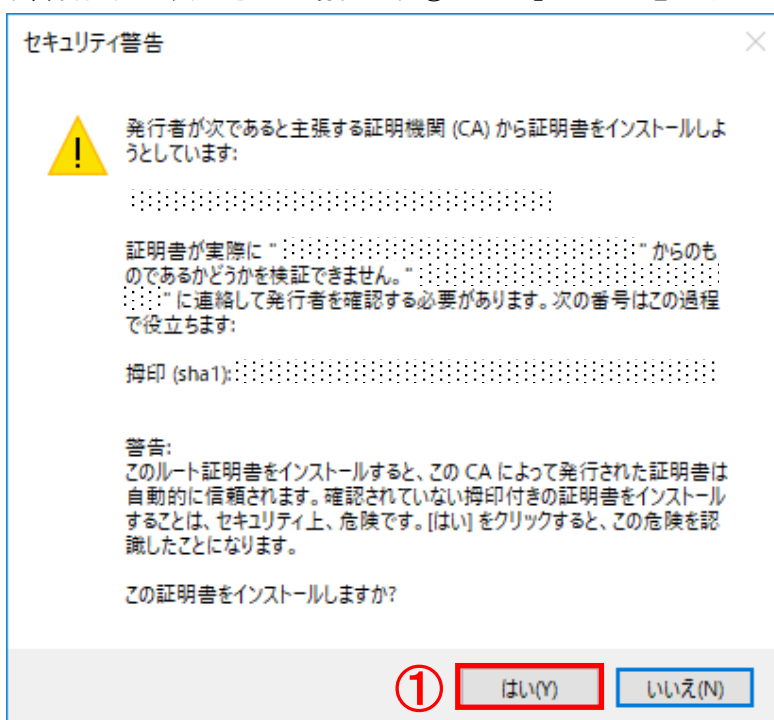 セキュリティ警告
発行者が次であると主張する証明機関 (CA) から証明書をインストールしよ
うとしています:
証明書が実際に " " からのも
のであるかどうかを検証できません。"
" に連絡して発行者を確認する必要があります。次の番号はこの過程
で役立ちます:
拇印 (sha1):
警告:
このルート証明書をインストールすると、この CA によって発行された証明書は
自動的に信頼されます。確認されていない拇印付きの証明書をインストール
することは、セキュリティ上、危険です。[はい] をクリックすると、この危険を認
識したことになります。
この証明書をインストールしますか?
① はい(Y) いいえ(N)